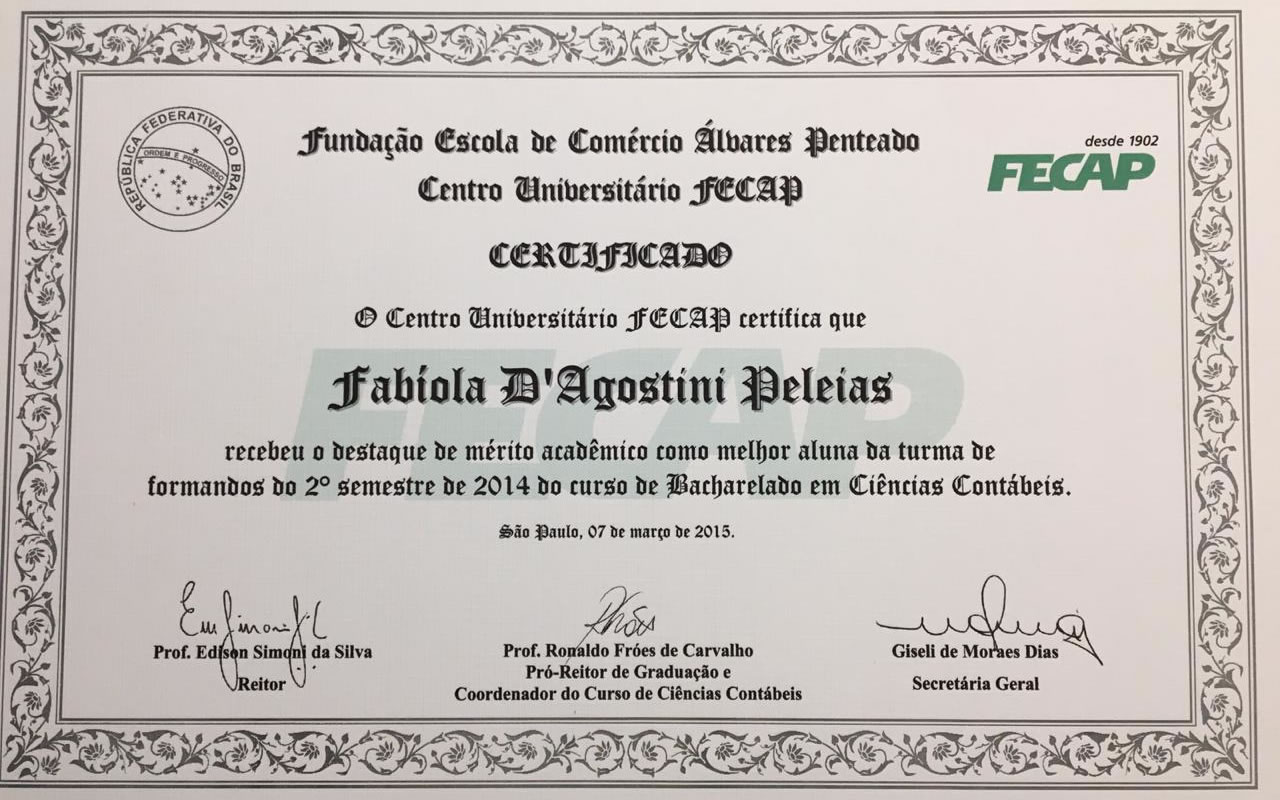 REPÚBLICA FEDERATIVA DO BRASIL
ORDEM E PROGRESSO
Fundação Escola de Comércio Álvares Penteado
Centro Universitário FECAP
desde 1902
FECAP
CERTIFICADO
O Centro Universitário FECAP certifica que
FECAP
Fabíola D'Agostini Peleias
recebeu o destaque de mérito acadêmico como melhor aluna da turma de
formandos do 2º semestre de 2014 do curso de Bacharelado em Ciências Contábeis.
São Paulo, 07 de março de 2015.
Prof. Edison Simoni da Silva
Reitor
Prof. Ronaldo Fróes de Carvalho
Pró-Reitor de Graduação e
Coordenador do Curso de Ciências Contábeis
Giseli de Moraes Dias
Secretária Geral